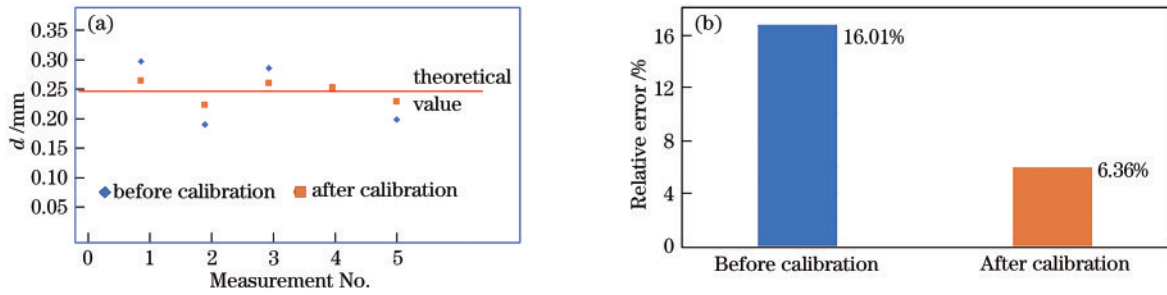 (a)
0.35
0.30
0.25
0.20
0.15
0.10
0.05
d /mm
theoretical
value
before calibration
after calibration
0 1 2 3 4 5
Measurement No.
(b)
16
12
8
4
0
Relative error /%
16.01%
6.36%
Before calibration
After calibration